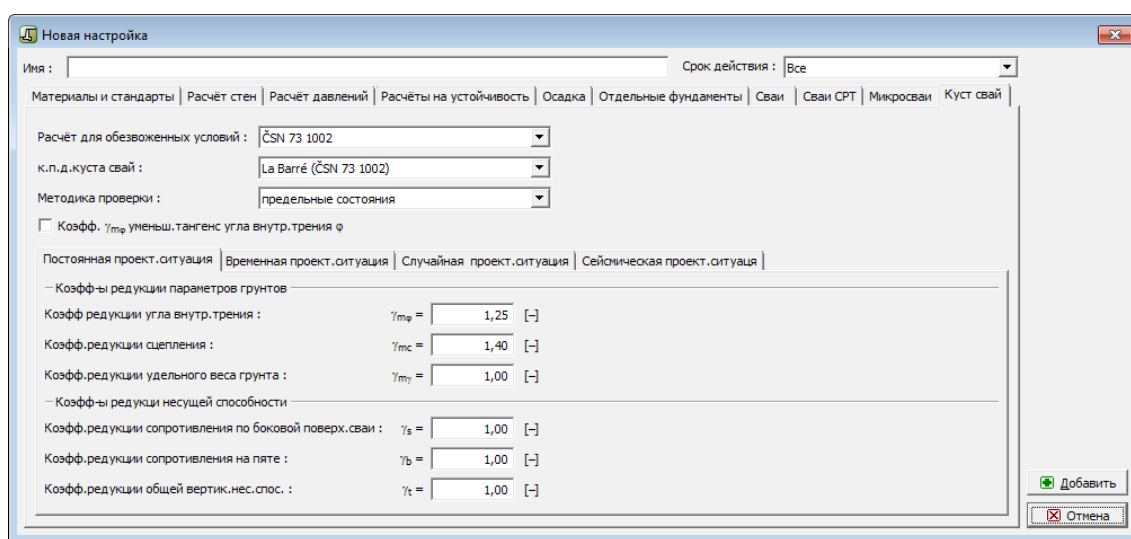 Новая настройка
Имя : Срок действия : Все
Материалы и стандарты Расчёт стен Расчёт давлений Расчёты на устойчивость Осадка Отдельные фундаменты Сваи Сваи СРТ Микросваи Куст свай
Расчёт для обезвоженных условий : ČSN 73 1002
к.п.д.куста свай : La Barré (ČSN 73 1002)
Методика проверки : предельные состояния
Коэфф. γmφ уменьш.тангенс угла внутр.трения φ
Постоянная проект.ситуация Временная проект.ситуация Случайная проект.ситуация Сейсмическая проект.ситуаця
Коэфф-ы редукции параметров грунтов
Коэфф редукции угла внутр.трения : γmφ = 1,25 [–]
Коэфф.редукции сцепления : γmc = 1,40 [–]
Коэфф.редукции удельного веса грунта : γmγ = 1,00 [–]
Коэфф-ы редукци несущей способности
Коэфф.редукции сопротивления по боковой поверх.сваи : γs = 1,00 [–]
Коэфф.редукции сопротивления на пяте : γb = 1,00 [–]
Коэфф.редукции общей вертик.нес.спос. : γt = 1,00 [–]
Добавить
Отмена